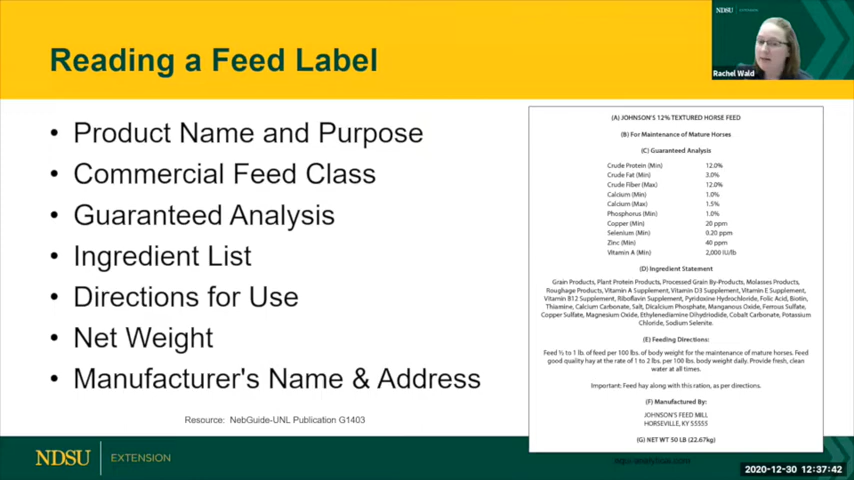 NDSU EXTENSION
Rachel Wald
Reading a Feed Label
• Product Name and Purpose
• Commercial Feed Class
• Guaranteed Analysis
• Ingredient List
• Directions for Use
• Net Weight
• Manufacturer's Name & Address
Resource: NebGuide-UNL Publication G1403
(A) JOHNSON'S 12% TEXTURED HORSE FEED
(B) For Maintenance of Mature Horses
(C) Guaranteed Analysis
Crude Protein (Min) 12.0%
Crude Fat (Min) 3.0%
Crude Fiber (Max) 12.0%
Calcium (Min) 1.0%
Calcium (Max) 1.5%
Phosphorus (Min) 1.0%
Copper (Min) 20 ppm
Selenium (Min) 0.20 ppm
Zinc (Min) 40 ppm
Vitamin A (Min) 2,000 IU/lb
(D) Ingredient Statement
Grain Products, Plant Protein Products, Processed Grain By-Products, Molasses Products,
Roughage Products, Vitamin A Supplement, Vitamin D3 Supplement, Vitamin E Supplement,
Vitamin B12 Supplement, Riboflavin Supplement, Pyridoxine Hydrochloride, Folic Acid, Biotin,
Thiamine, Calcium Carbonate, Salt, Dicalcium Phosphate, Manganous Oxide, Ferrous Sulfate,
Copper Sulfate, Magnesium Oxide, Ethylenediamine Dihydriodide, Cobalt Carbonate, Potassium
Chloride, Sodium Selenite.
(E) Feeding Directions:
Feed ½ to 1 lb. of feed per 100 lbs. of body weight for the maintenance of mature horses. Feed
good quality hay at the rate of 1 to 2 lbs. per 100 lbs. body weight daily. Provide fresh, clean
water at all times.
Important: Feed hay along with this ration, as per directions.
(F) Manufactured By:
JOHNSON'S FEED MILL
HORSEVILLE, KY 55555
(G) NET WT 50 LB (22.67kg)
NDSU EXTENSION
2020-12-30 12:37:42